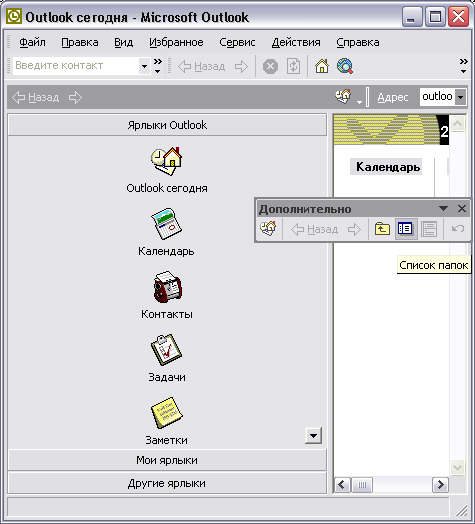 Outlook сегодня - Microsoft Outlook
Файл Правка Вид Избранное Сервис Действия Справка
Введите контакт Назад
Назад Адрес outloo
Ярлыки Outlook
2
Outlook сегодня
Календарь
Дополнительно
Назад
Календарь
Список папок
Контакты
Задачи
Заметки
Мои ярлыки
Другие ярлыки